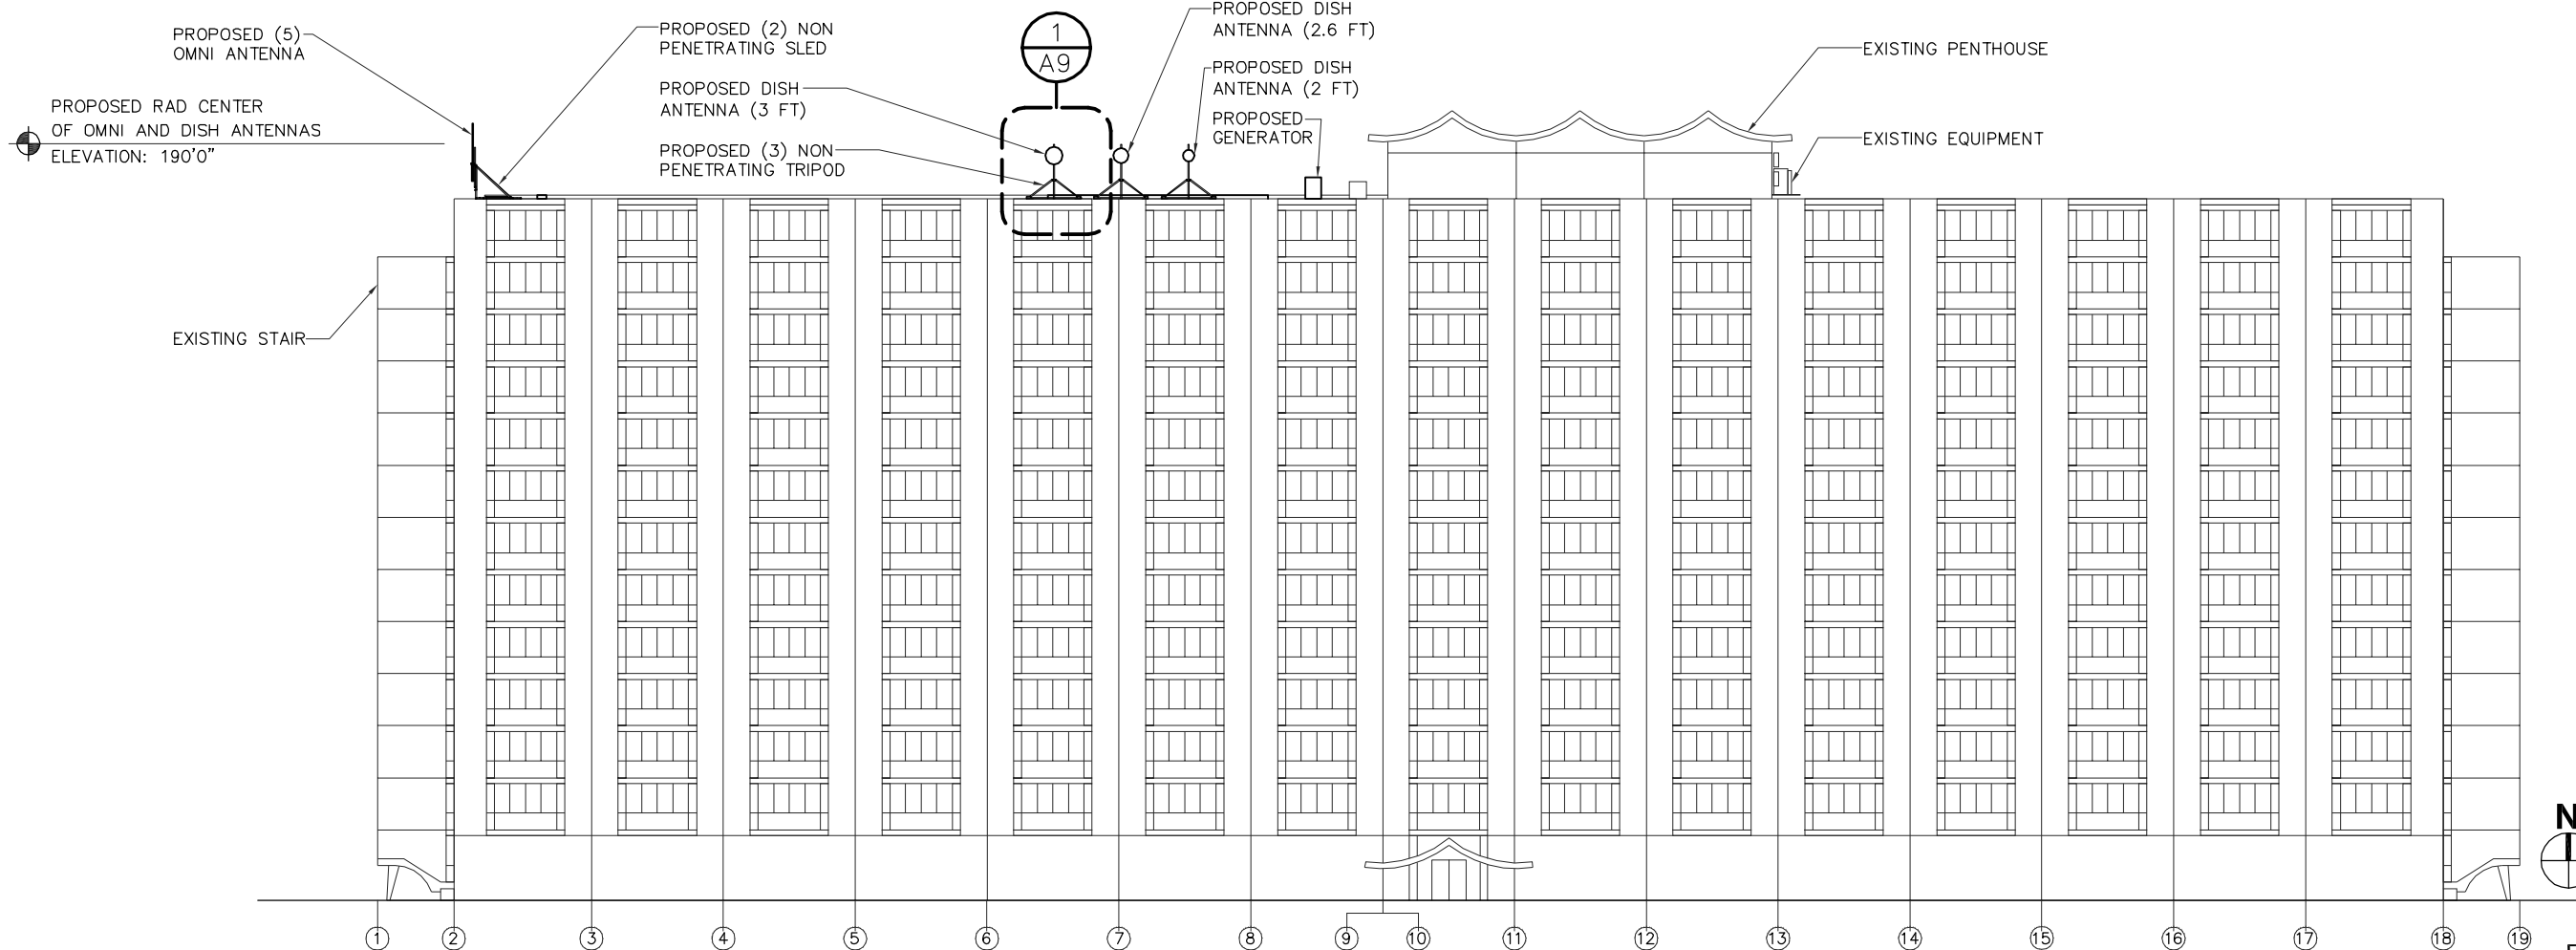 PROPOSED (5)
OMNI ANTENNA
PROPOSED RAD CENTER
OF OMNI AND DISH ANTENNAS
ELEVATION: 190'0"
PROPOSED (2) NON
PENETRATING SLED
PROPOSED DISH
ANTENNA (3 FT)
PROPOSED (3) NON
PENETRATING TRIPOD
1
A9
PROPOSED DISH
ANTENNA (2.6 FT)
PROPOSED DISH
ANTENNA (2 FT)
PROPOSED
GENERATOR
EXISTING PENTHOUSE
EXISTING EQUIPMENT
EXISTING STAIR
N
1 2 3 4 5 6 7 8 9 10 11 12 13 14 15 16 17 18 19